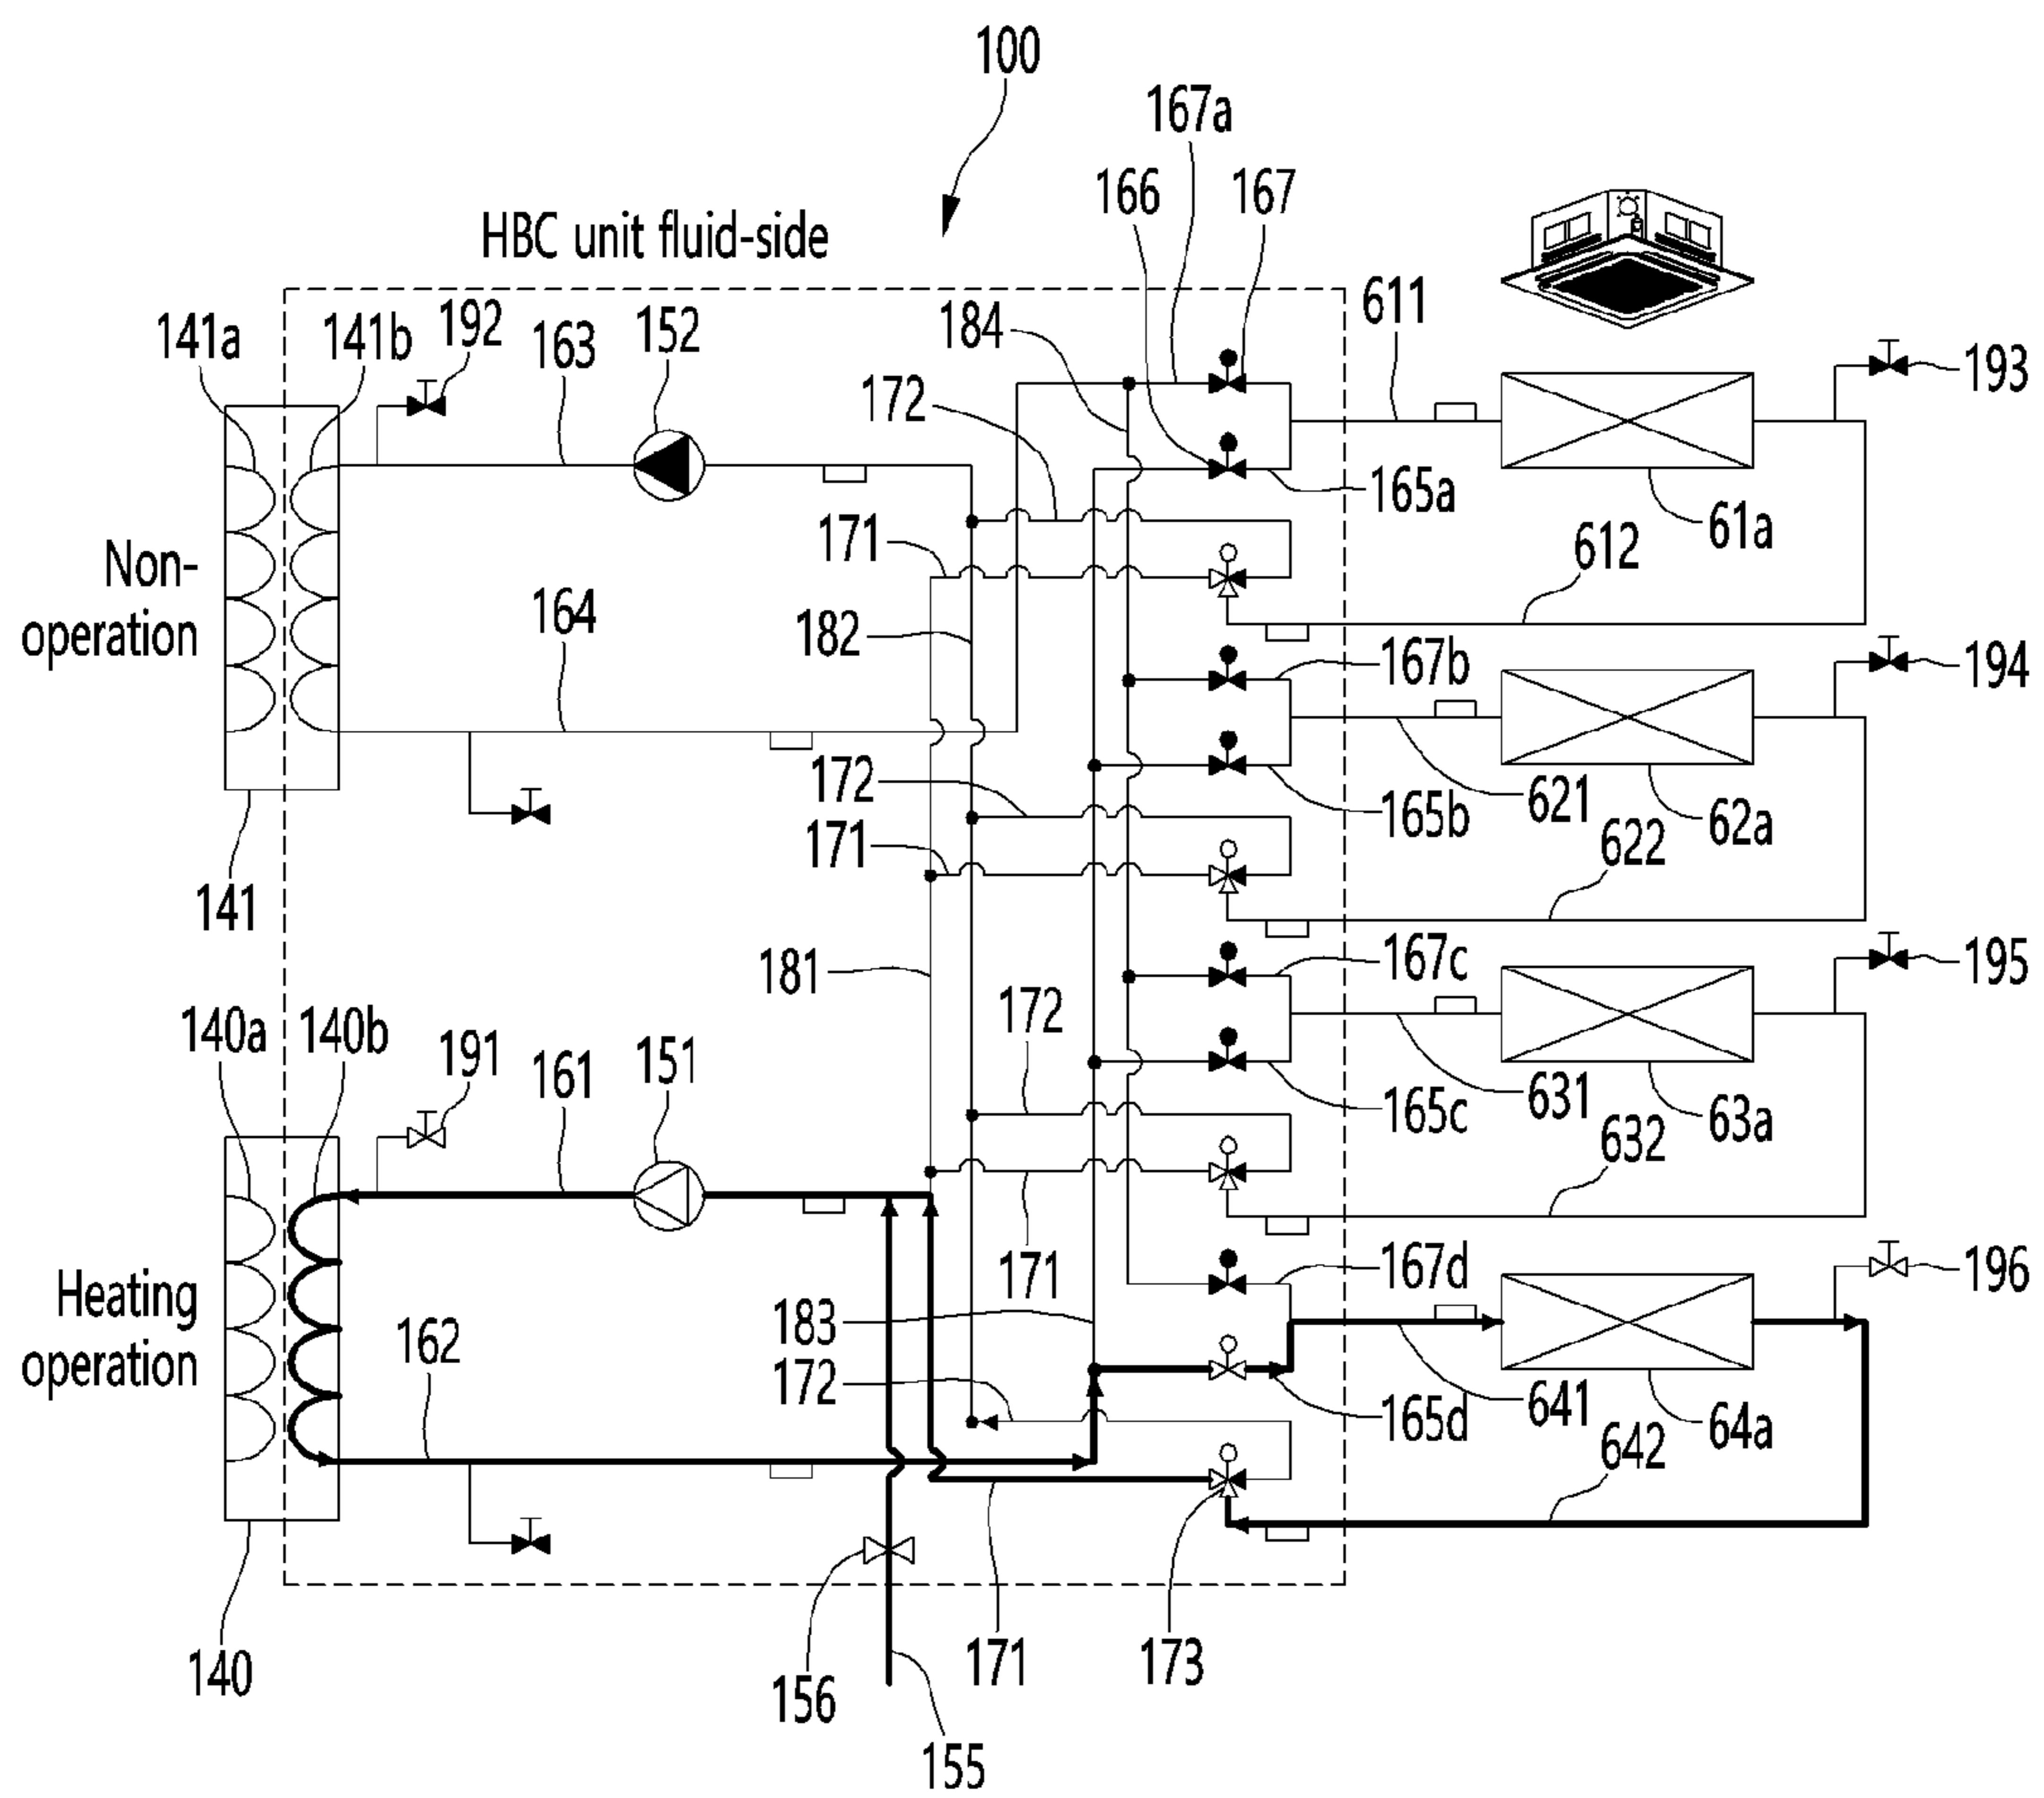 100
167a
166
167
HBC unit fluid-side
611
141a
141b
192
163
152
184
193
172
165a
61a
171
612
Non-
operation
164
182
167b
194
172
165b
621
62a
171
622
141
181
167c
195
140a
140b
191
161
151
172
165c
631
63a
632
171
167d
196
Heating
operation
162
183
172
165d
641
64a
642
140
156
171
173
155